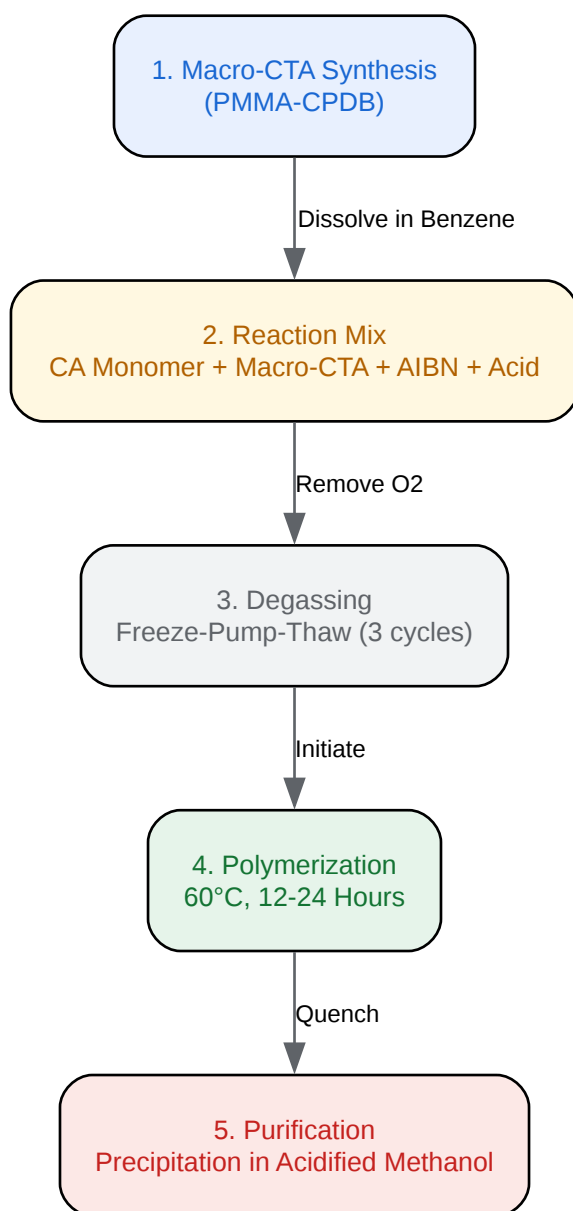 1. Macro-CTA Synthesis
(PMMA-CPDB)
Dissolve in Benzene
2. Reaction Mix
CA Monomer + Macro-CTA + AIBN + Acid
Remove O2
3. Degassing
Freeze-Pump-Thaw (3 cycles)
Initiate
4. Polymerization
60°C, 12-24 Hours
Quench
5. Purification
Precipitation in Acidified Methanol